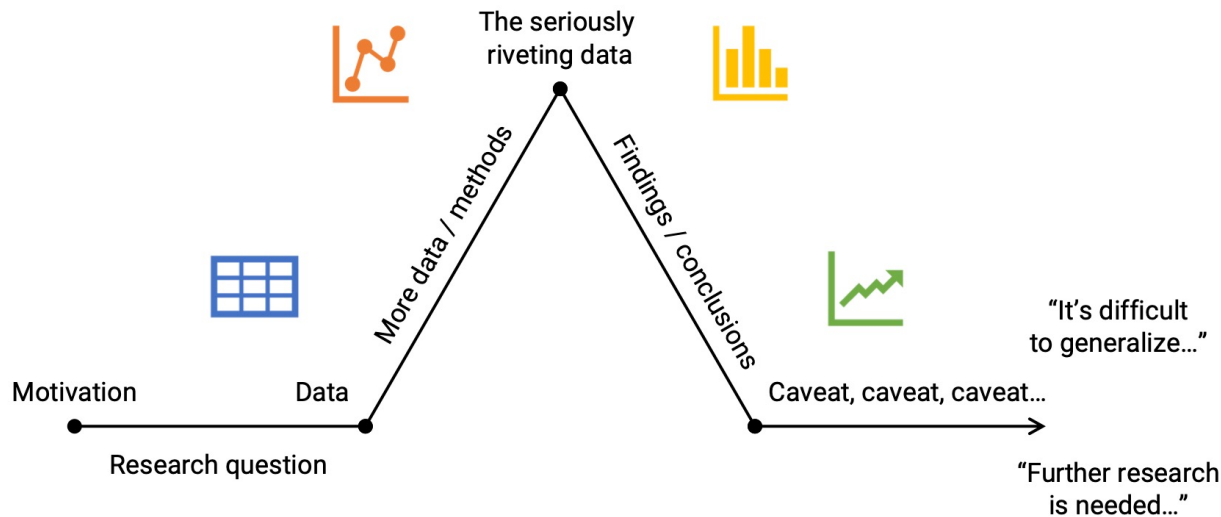 The seriously
riveting data
More data / methods
Findings / conclusions
“It’s difficult
to generalize…”
Motivation
Data
Caveat, caveat, caveat…
Research question
“Further research
is needed…”